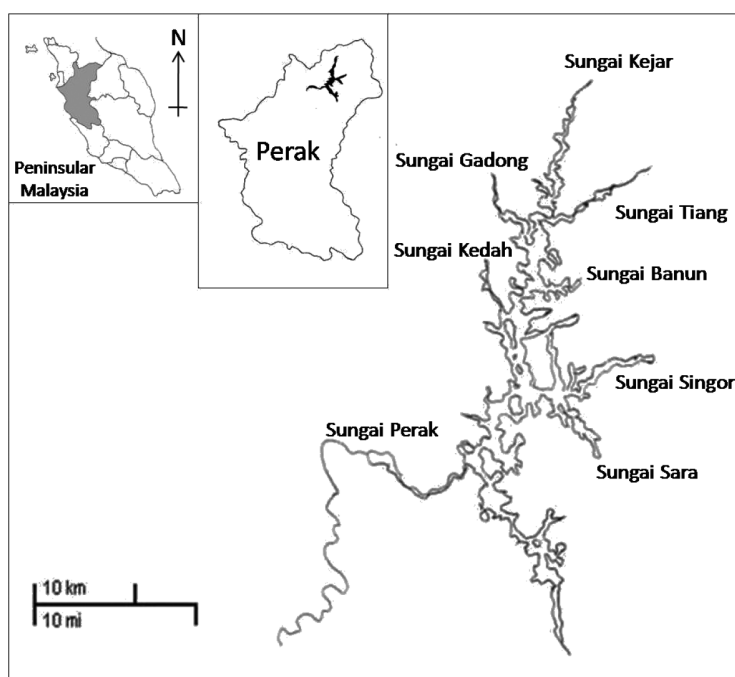 N
Peninsular
Malaysia
Perak
Sungai Kejar
Sungai Gadong
Sungai Tiang
Sungai Kedah
Sungai Banun
Sungai Singor
Sungai Perak
Sungai Sara
10 km
10 mi